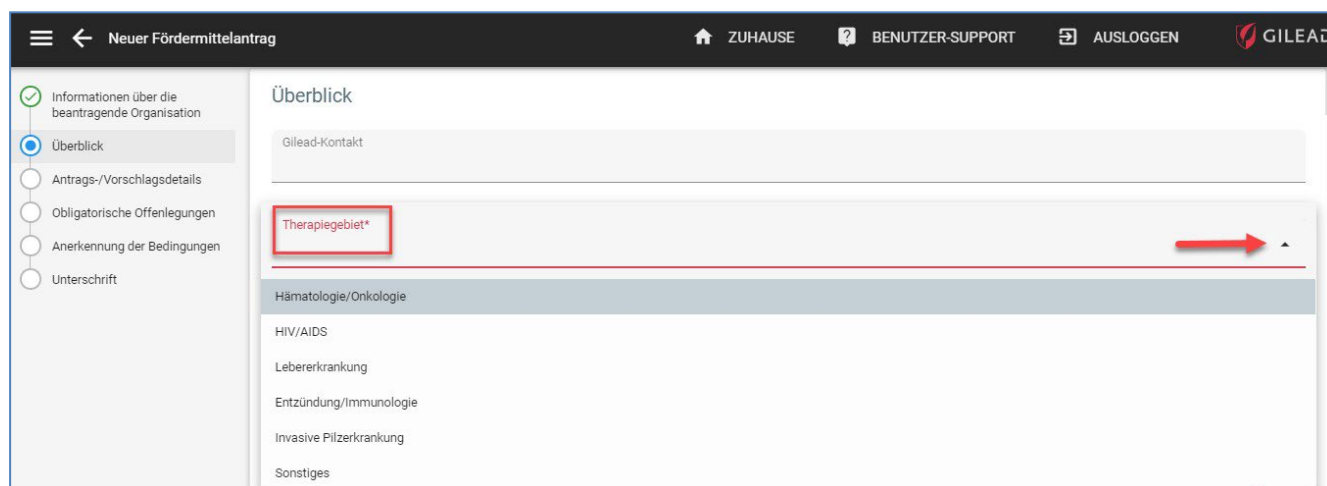 Neuer Fördermittelantrag
ZUHAUSE
? BENUTZER-SUPPORT
AUSLOGGEN
GILEAD
Informationen über die
beantragende Organisation
Überblick
Antrags-/Vorschlagsdetails
Obligatorische Offenlegungen
Anerkennung der Bedingungen
Unterschrift
Überblick
Gilead-Kontakt
Therapiegebiet*
Hämatologie/Onkologie
HIV/AIDS
Lebererkrankung
Entzündung/Immunologie
Invasive Pilzerkrankung
Sonstiges